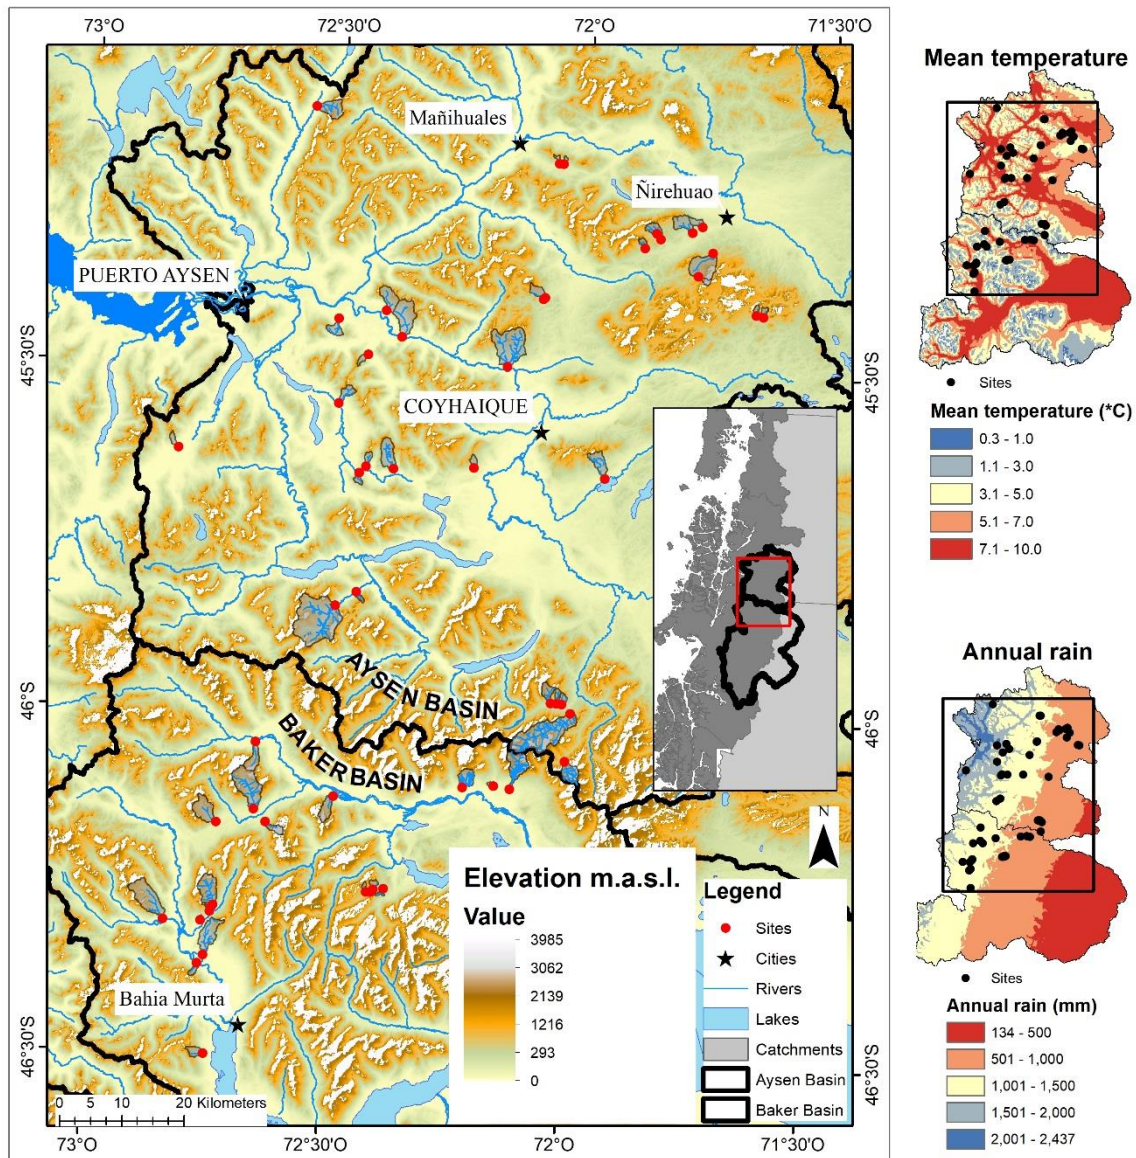 73°O
72°30'O
72°O
71°30'O
Mañihuales
Ñirehuao
PUERTO AYSEN
45°30'S
45°30'S
COYHAIQUE
AYSEN BASIN
46°S
46°S
BAKER BASIN
N
Elevation m.a.s.l.
Value
3985
3062
2139
1216
293
0
Legend
Sites
Cities
Rivers
Lakes
Catchments
Aysen Basin
Baker Basin
Bahia Murta
46°30'S
46°30'S
0 5 10 20 Kilometers
73°O
72°30'O
72°O
71°30'O
Mean temperature
Sites
Mean temperature (°C)
0.3 - 1.0
1.1 - 3.0
3.1 - 5.0
5.1 - 7.0
7.1 - 10.0
Annual rain
Sites
Annual rain (mm)
134 - 500
501 - 1,000
1,001 - 1,500
1,501 - 2,000
2,001 - 2,437